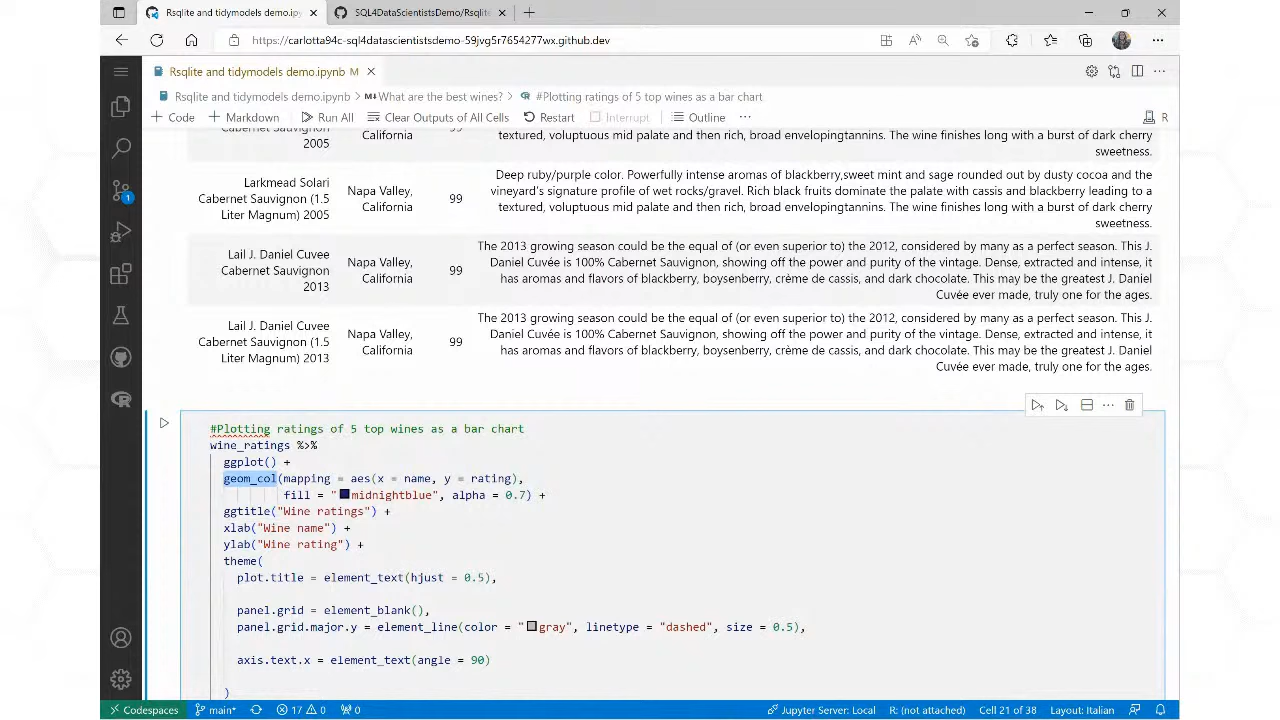 Rsqlite and tidymodels demo.ipy
SQL4DataScientistsDemo/Rsqlite
https://carlotta94c-sql4datascientistsdemo-59jvg5r7654277wx.github.dev
Rsqlite and tidymodels demo.ipynb M
Rsqlite and tidymodels demo.ipynb > M↓What are the best wines? > #Plotting ratings of 5 top wines as a bar chart
+ Code + Markdown Run All Clear Outputs of All Cells Restart Interrupt Outline ··· R
Cabernet Sauvignon
2005
California
99
textured, voluptuous mid palate and then rich, broad envelopingtannins. The wine finishes long with a burst of dark cherry
sweetness.
Larkmead Solari
Cabernet Sauvignon (1.5
Liter Magnum) 2005
Napa Valley,
California
99
Deep ruby/purple color. Powerfully intense aromas of blackberry,sweet mint and sage rounded out by dusty cocoa and the
vineyard's signature profile of wet rocks/gravel. Rich black fruits dominate the palate with cassis and blackberry leading to a
textured, voluptuous mid palate and then rich, broad envelopingtannins. The wine finishes long with a burst of dark cherry
sweetness.
Lail J. Daniel Cuvee
Cabernet Sauvignon
2013
Napa Valley,
California
99
The 2013 growing season could be the equal of (or even superior to) the 2012, considered by many as a perfect season. This J.
Daniel Cuvée is 100% Cabernet Sauvignon, showing off the power and purity of the vintage. Dense, extracted and intense, it
has aromas and flavors of blackberry, boysenberry, crème de cassis, and dark chocolate. This may be the greatest J. Daniel
Cuvée ever made, truly one for the ages.
Lail J. Daniel Cuvee
Cabernet Sauvignon (1.5
Liter Magnum) 2013
Napa Valley,
California
99
The 2013 growing season could be the equal of (or even superior to) the 2012, considered by many as a perfect season. This J.
Daniel Cuvée is 100% Cabernet Sauvignon, showing off the power and purity of the vintage. Dense, extracted and intense, it
has aromas and flavors of blackberry, boysenberry, crème de cassis, and dark chocolate. This may be the greatest J. Daniel
Cuvée ever made, truly one for the ages.
#Plotting ratings of 5 top wines as a bar chart
wine_ratings %>%
ggplot() +
geom_col(mapping = aes(x = name, y = rating),
fill = "midnightblue", alpha = 0.7) +
ggtitle("Wine ratings") +
xlab("Wine name") +
ylab("Wine rating") +
theme(
plot.title = element_text(hjust = 0.5),
panel.grid = element_blank(),
panel.grid.major.y = element_line(color = "gray", linetype = "dashed", size = 0.5),
axis.text.x = element_text(angle = 90)
)
1
Codespaces main* 17 0 0 Jupyter Server: Local R: (not attached) Cell 21 of 38 Layout: Italian